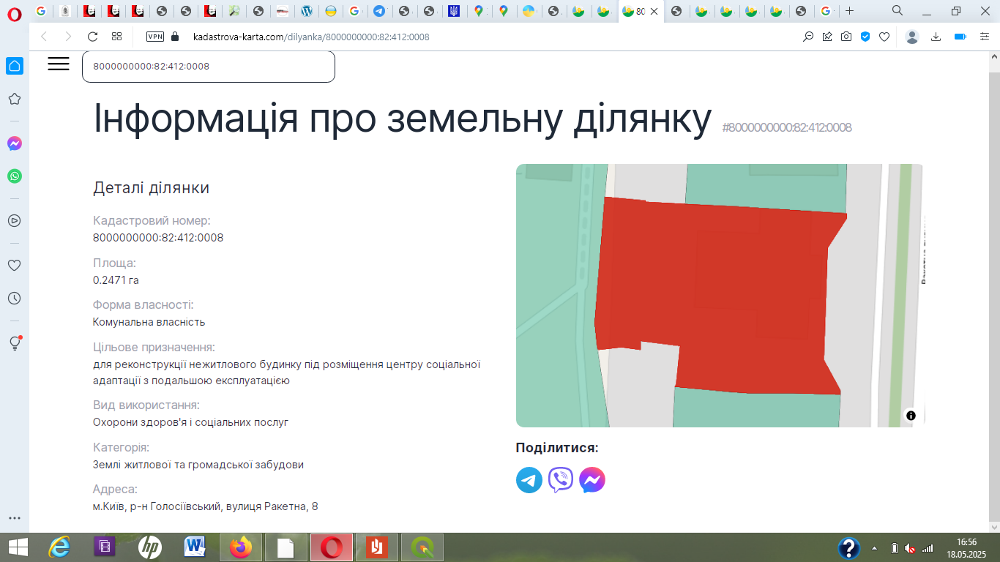 80
VPN
kadastrova-karta.com/dilyanka/8000000000:82:412:0008
8000000000:82:412:0008
Інформація про земельну ділянку #8000000000:82:412:0008
Деталі ділянки
Кадастровий номер:
8000000000:82:412:0008
Площа:
0.2471 га
Форма власності:
Комунальна власність
Цільове призначення:
для реконструкції нежитлового будинку під розміщення центру соціальної
адаптації з подальшою експлуатацією
Вид використання:
Охорони здоров'я і соціальних послуг
Категорія:
Землі житлової та громадської забудови
Адреса:
м.Київ, р-н Голосіївський, вулиця Ракетна, 8
Поділитися:
16:56
18.05.2025